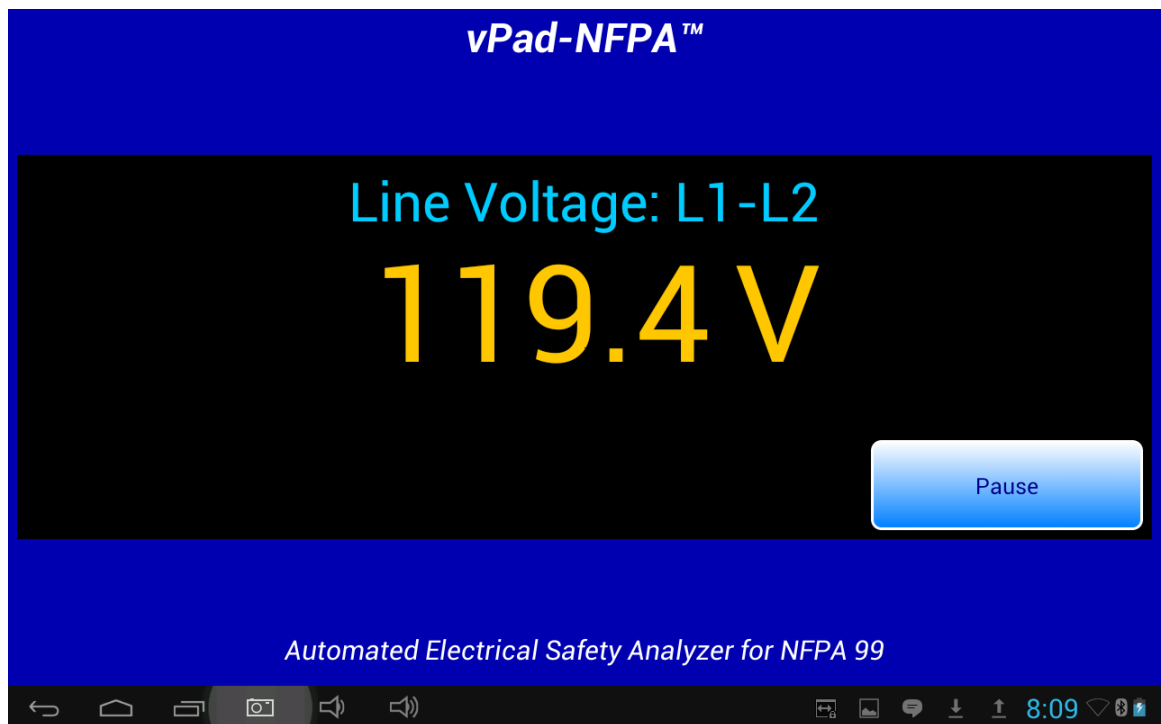 vPad-NFPA™
Line Voltage: L1-L2
119.4 V
Pause
Automated Electrical Safety Analyzer for NFPA 99
8:09